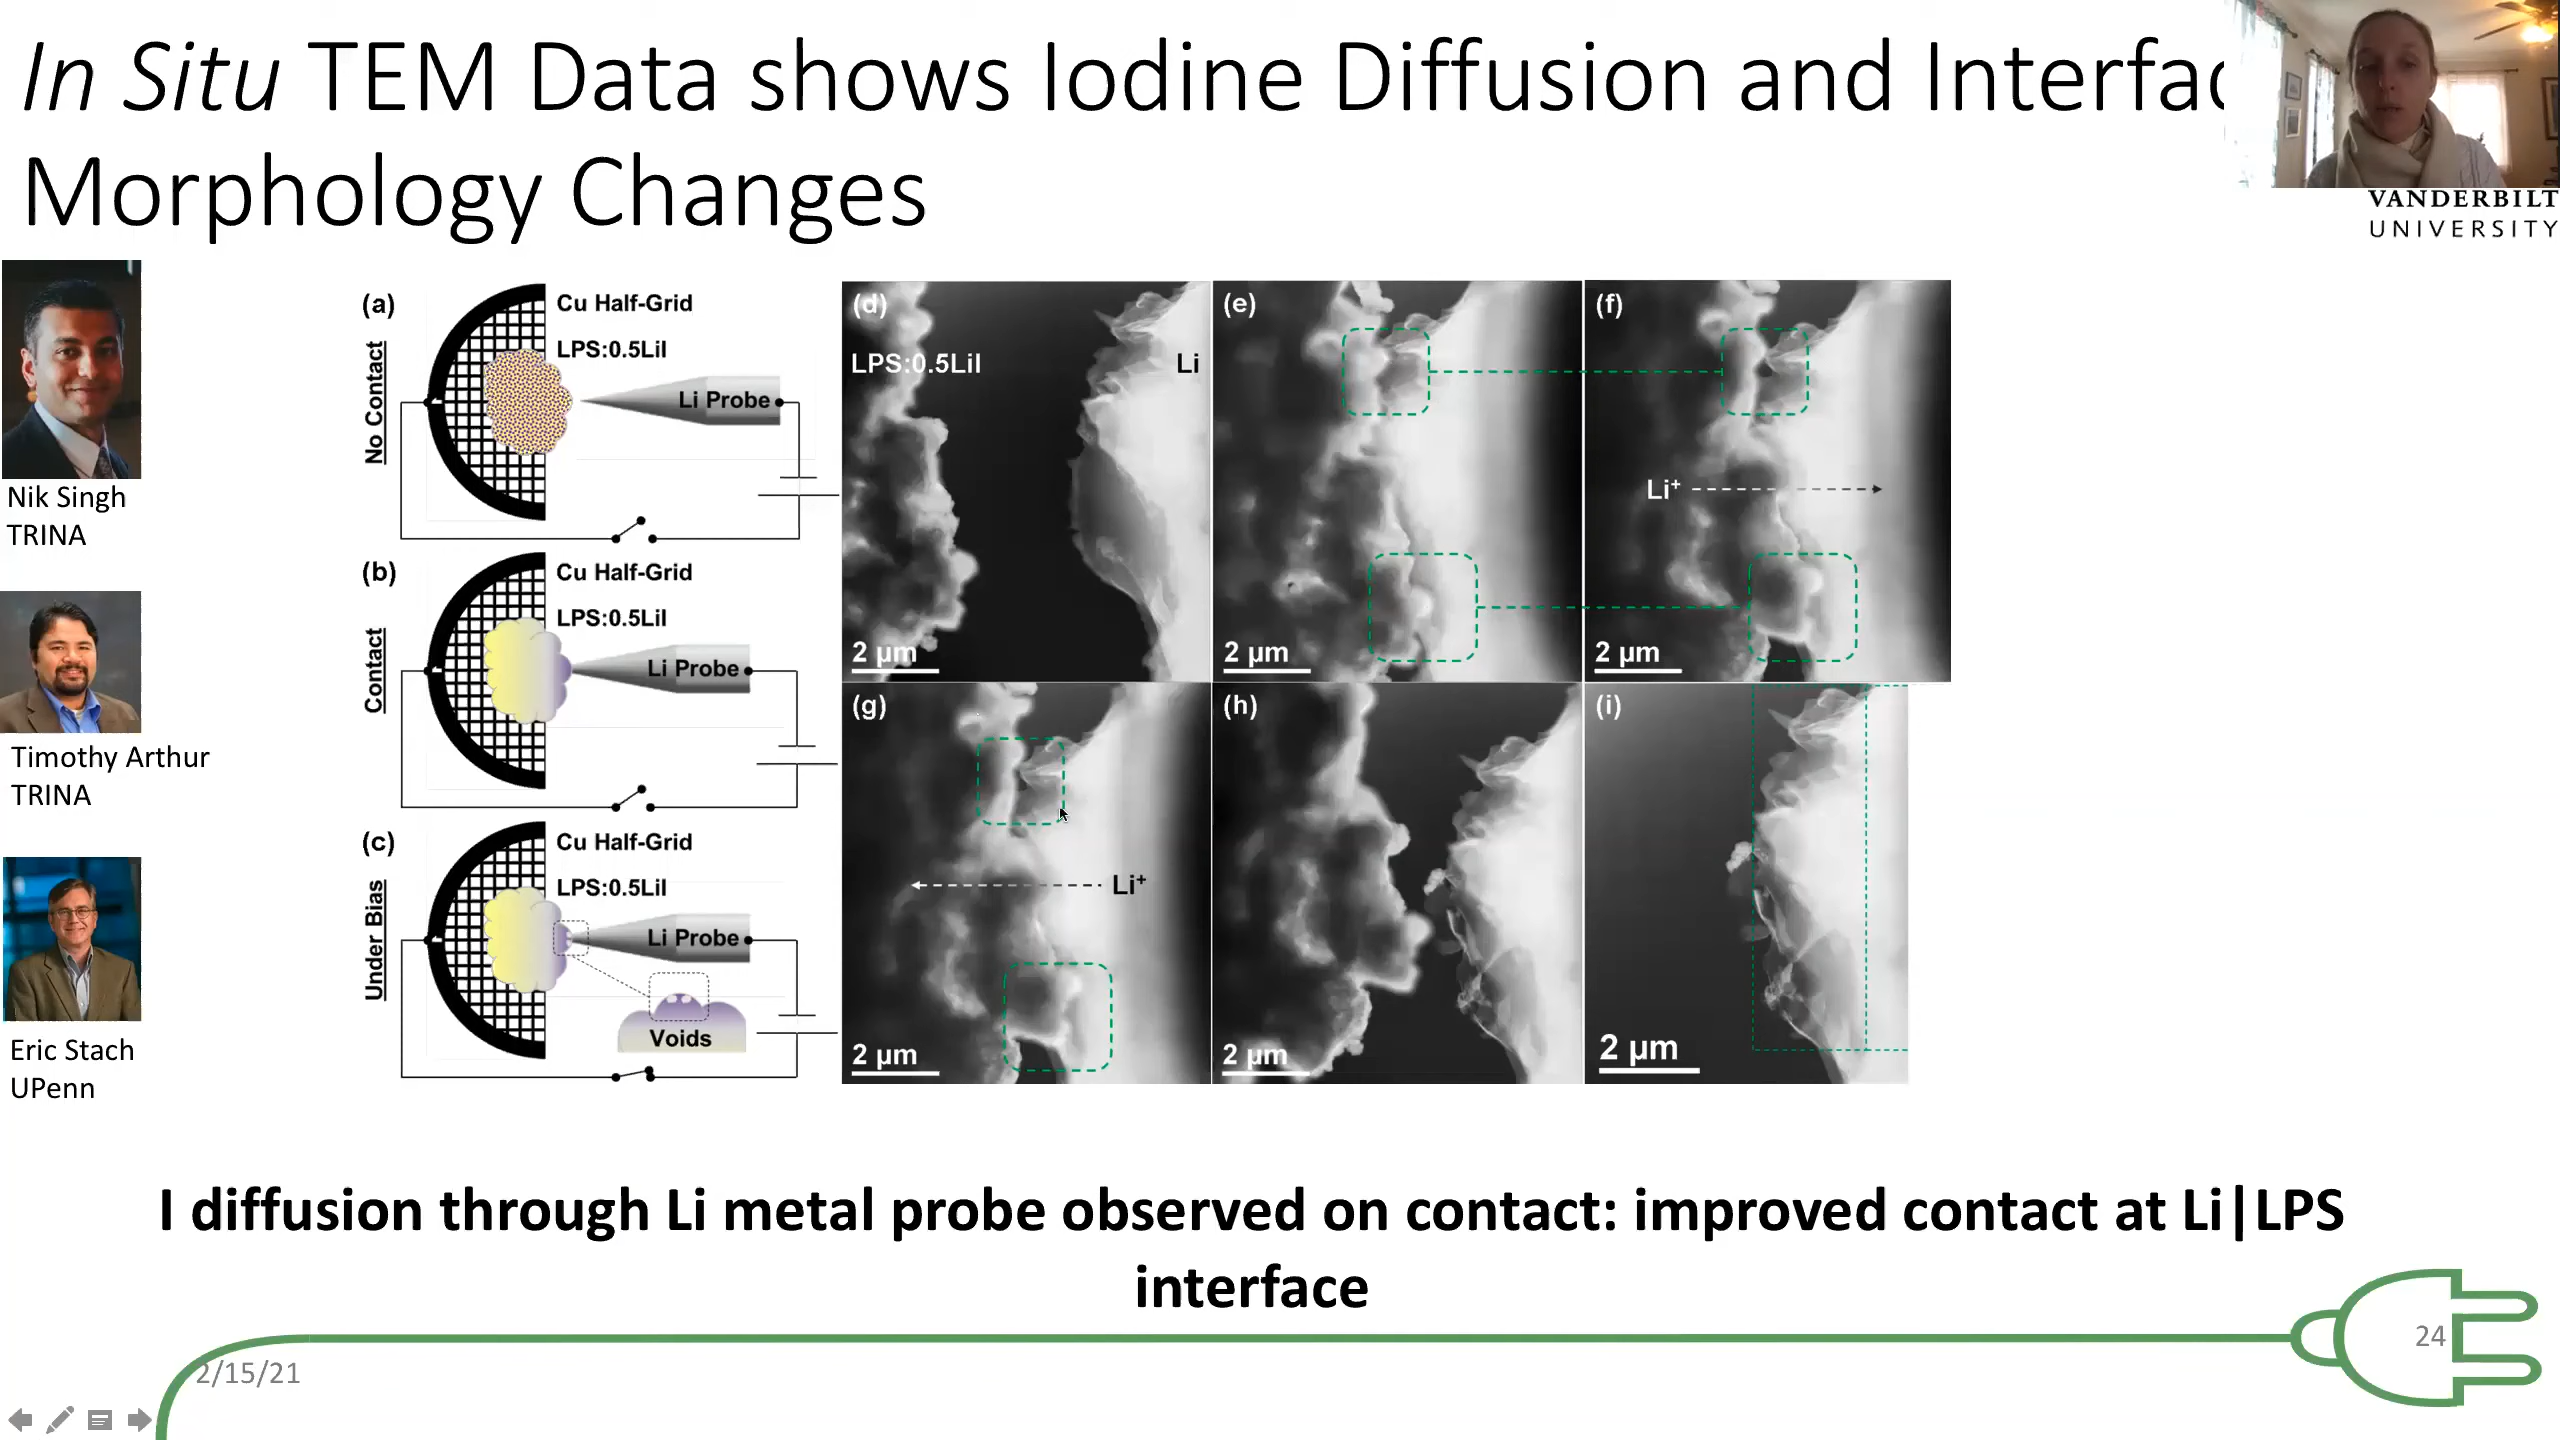 In Situ TEM Data shows Iodine Diffusion and Interfac
Morphology Changes
VANDERBILT
UNIVERSITY
Nik Singh
TRINA
Timothy Arthur
TRINA
Eric Stach
UPenn
(a)
No Contact
Cu Half-Grid
LPS:0.5LiI
Li Probe
(b)
Contact
Cu Half-Grid
LPS:0.5LiI
Li Probe
(c)
Under Bias
Cu Half-Grid
LPS:0.5LiI
Li Probe
Voids
(d)
LPS:0.5LiI
Li
2 μm
(e)
2 μm
(f)
Li⁺
2 μm
(g)
Li⁺
2 μm
(h)
2 μm
(i)
2 μm
I diffusion through Li metal probe observed on contact: improved contact at Li|LPS
interface
2/15/21
24